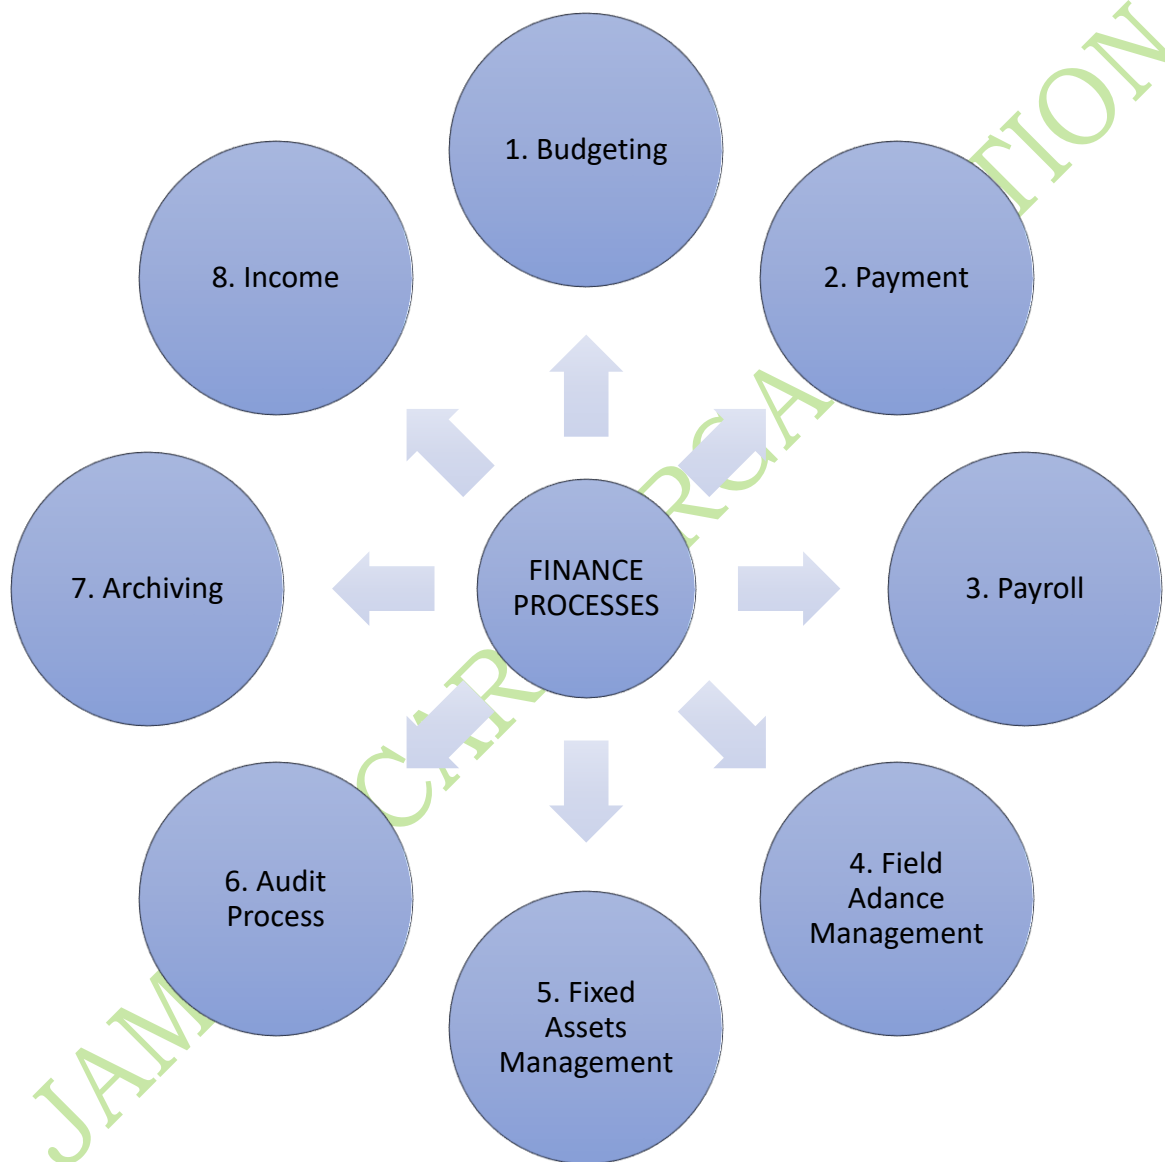 1. Budgeting
2. Payment
3. Payroll
4. Field
Adance
Management
5. Fixed
Assets
Management
6. Audit
Process
7. Archiving
8. Income
FINANCE
PROCESSES